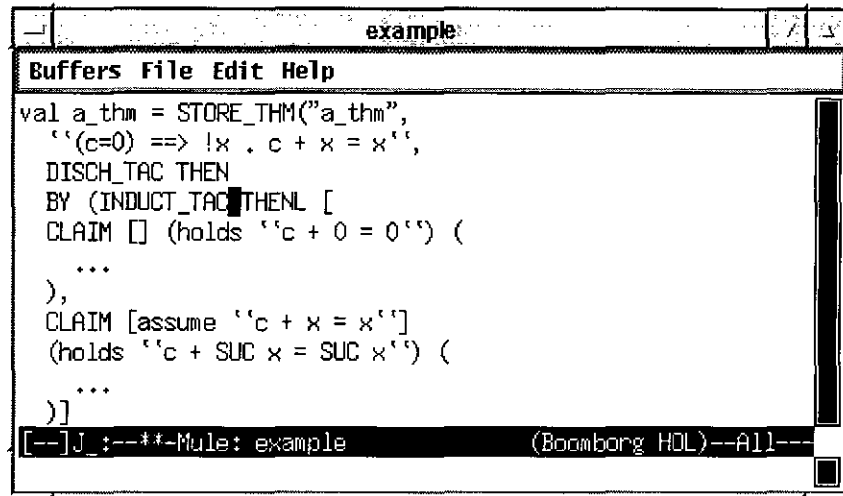 example
Buffers File Edit Help
val a_thm = STORE_THM("a_thm",
``(c=0) ==> !x . c + x = x``,
DISCH_TAC THEN
BY (INDUCT_TAC THENL [
CLAIM [] (holds ``c + 0 = 0``) (
...
),
CLAIM [assume ``c + x = x``]
(holds ``c + SUC x = SUC x``) (
...
)]
[--]J_:--**-Mule: example (Boomborg HOL)--All---